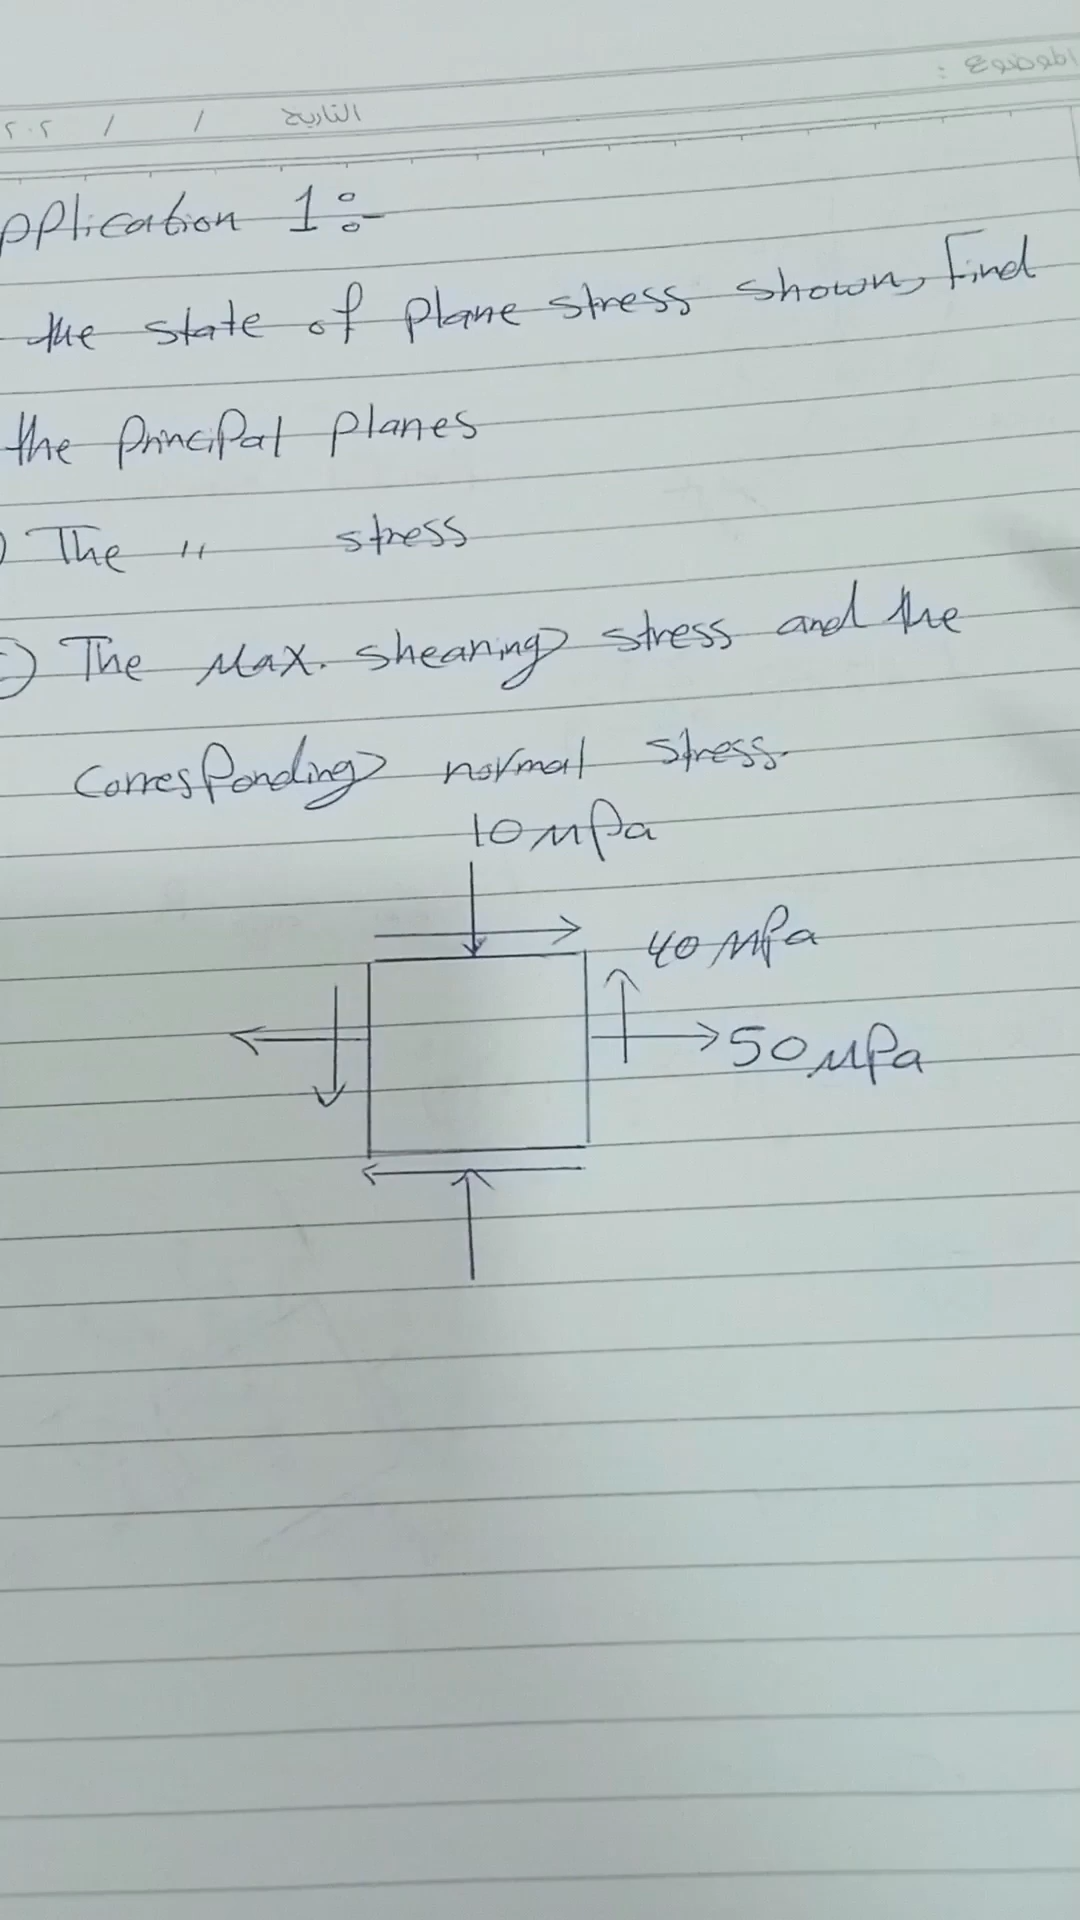 الموضوع :
التاريخ / / ٢٠٢
pplication 1:-
the state of plane stress shown, Find
the principal planes
) The " stress
c) The Max. shearing stress and the
corresponding normal stress.
10 MPa
40 MPa
50 MPa